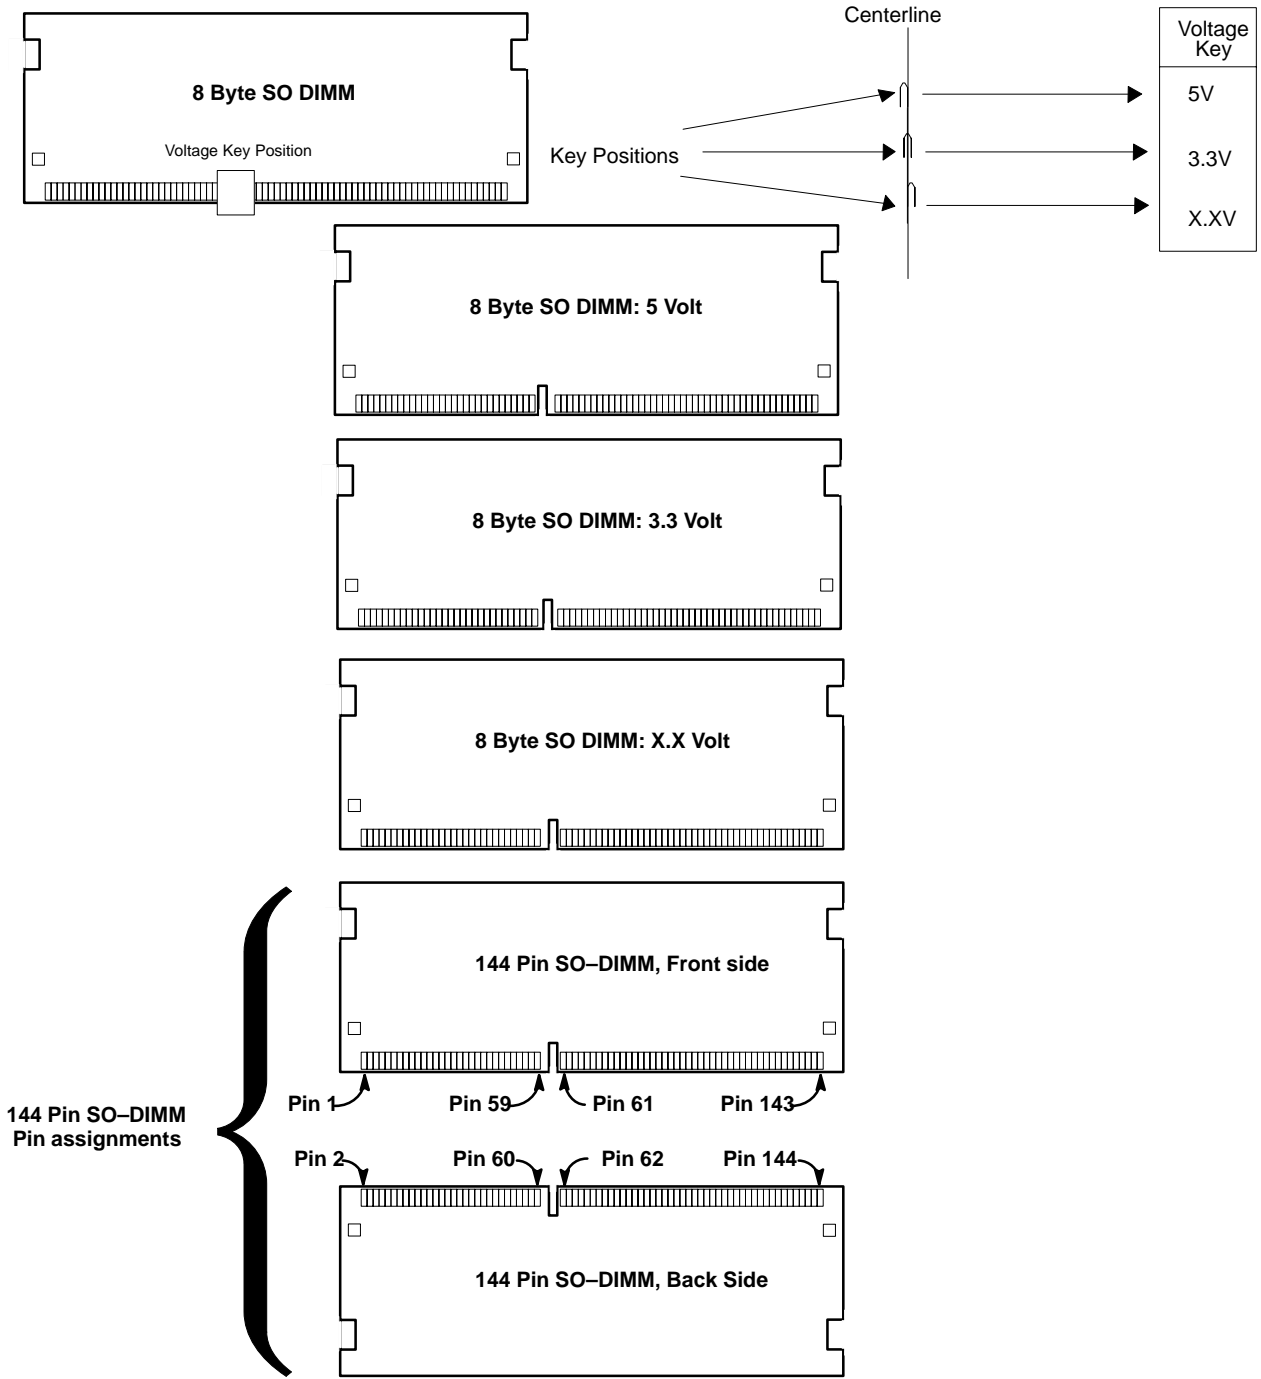 Centerline
Voltage
Key
8 Byte SO DIMM
5V
Voltage Key Position
Key Positions
3.3V
X.XV
8 Byte SO DIMM: 5 Volt
8 Byte SO DIMM: 3.3 Volt
8 Byte SO DIMM: X.X Volt
144 Pin SO–DIMM, Front side
Pin 1
Pin 59
Pin 61
Pin 143
144 Pin SO–DIMM
Pin assignments
Pin 2
Pin 60
Pin 62
Pin 144
144 Pin SO–DIMM, Back Side